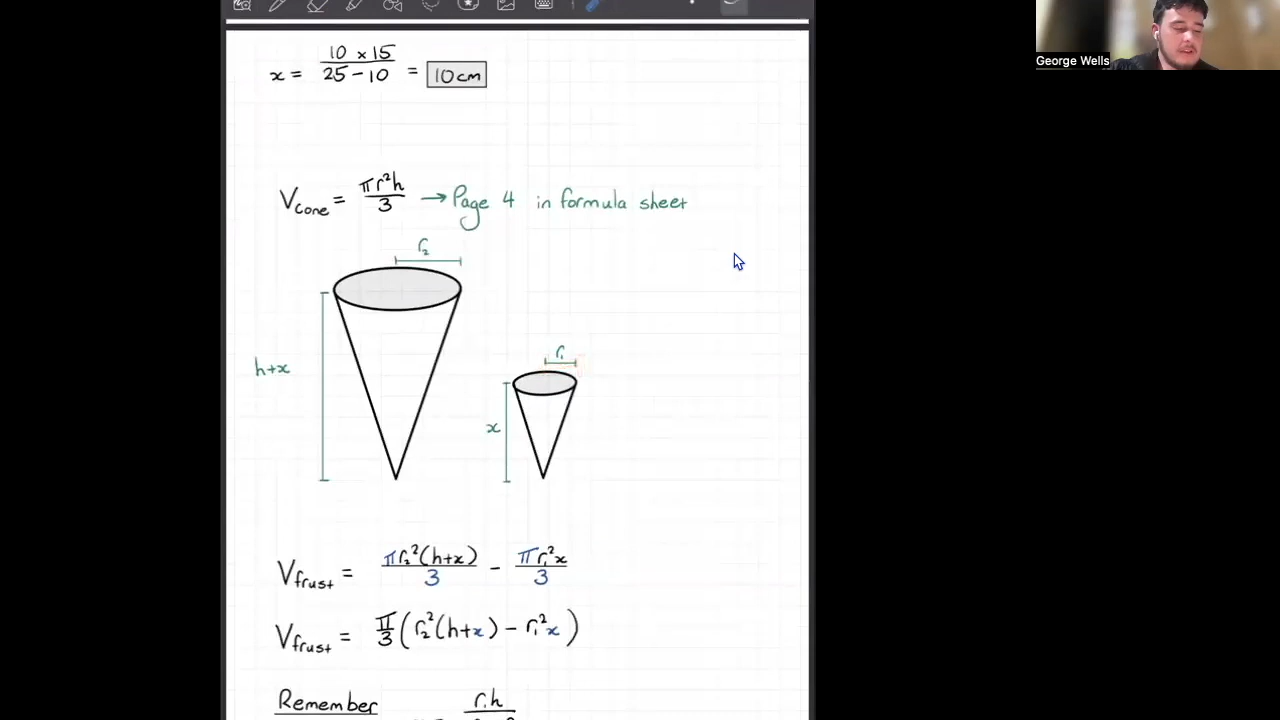 x = 10 × 15 / 25 - 10 = 10cm
George Wells
V_Cone = πr²h / 3 → Page 4 in formula sheet
r₂
h+x
r₁
x
V_frust = πr₂²(h+x) / 3 - πr₁²x / 3
V_frust = π/3 (r₂²(h+x) - r₁²x)
Remember r₁h